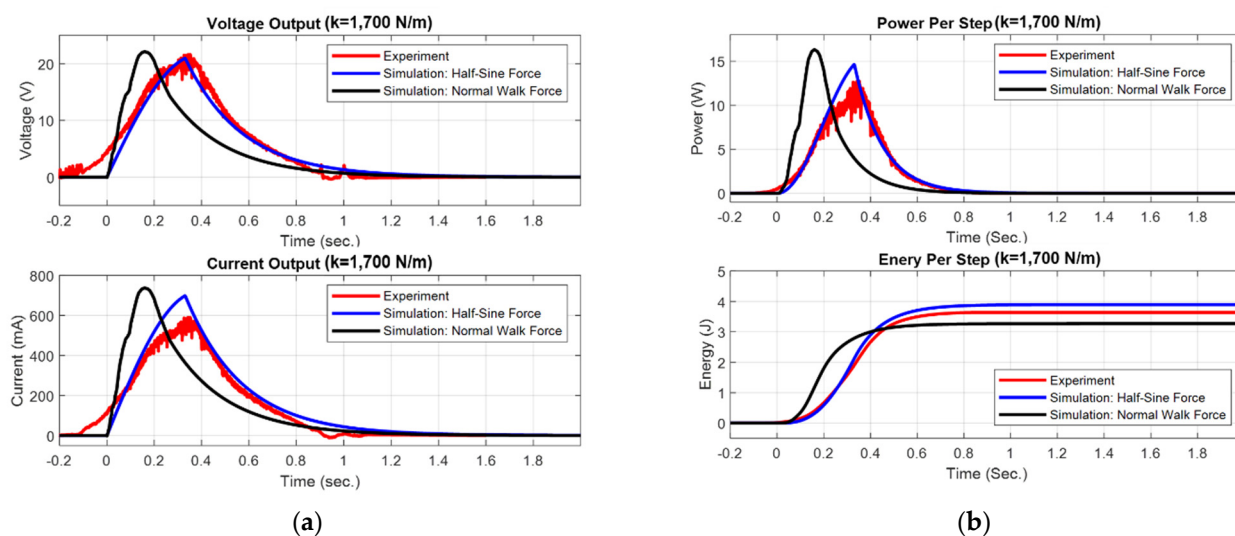 Voltage Output (k=1,700 N/m)
Voltage (V)
20
10
0
Experiment
Simulation: Half-Sine Force
Simulation: Normal Walk Force
-0.2 0 0.2 0.4 0.6 0.8 1 1.2 1.4 1.6 1.8
Time (sec.)
Current Output (k=1,700 N/m)
Current (mA)
800
600
400
200
0
Experiment
Simulation: Half-Sine Force
Simulation: Normal Walk Force
-0.2 0 0.2 0.4 0.6 0.8 1 1.2 1.4 1.6 1.8
Time (sec.)
(a)
Power Per Step (k=1,700 N/m)
Power (W)
15
10
5
0
Experiment
Simulation: Half-Sine Force
Simulation: Normal Walk Force
-0.2 0 0.2 0.4 0.6 0.8 1 1.2 1.4 1.6 1.8
Time (Sec.)
Enery Per Step (k=1,700 N/m)
Energy (J)
5
4
3
2
1
0
Experiment
Simulation: Half-Sine Force
Simulation: Normal Walk Force
-0.2 0 0.2 0.4 0.6 0.8 1 1.2 1.4 1.6 1.8
Time (Sec.)
(b)